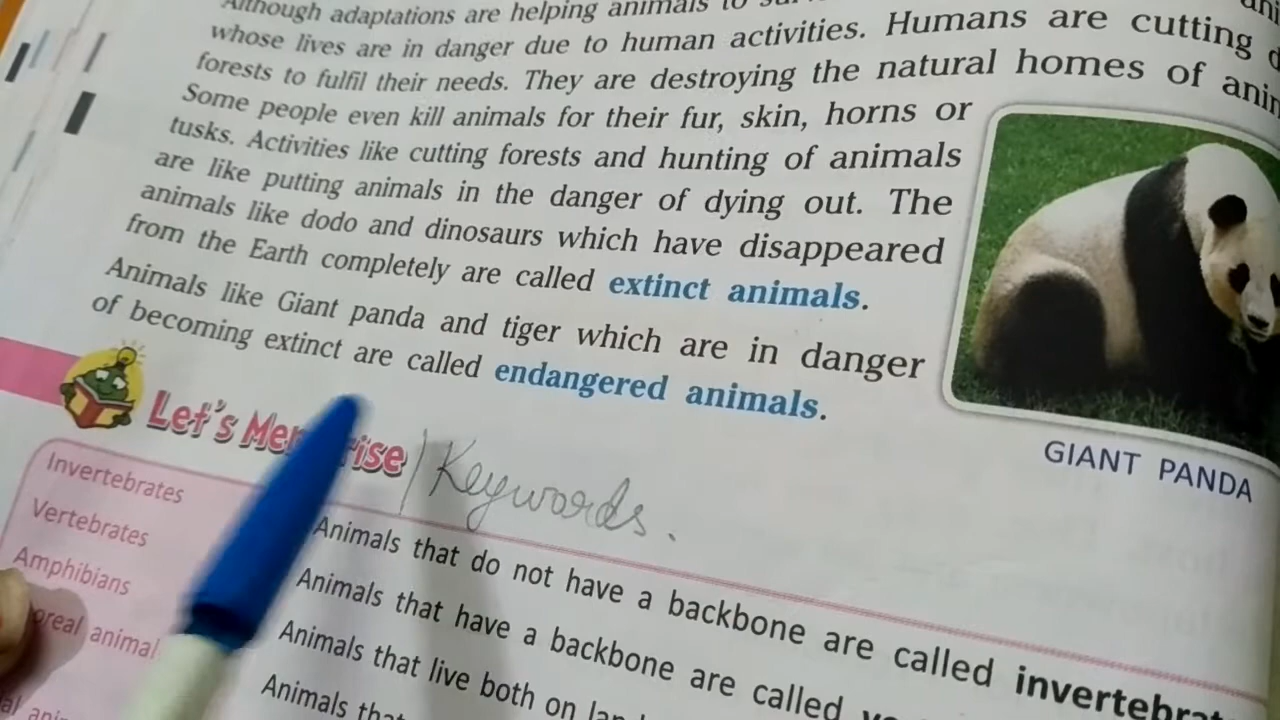 Although adaptations are helping animals to
whose lives are in danger due to human activities. Humans are cutting
forests to fulfil their needs. They are destroying the natural homes of
Some people even kill animals for their fur, skin, horns or
tusks. Activities like cutting forests and hunting of animals
are like putting animals in the danger of dying out. The
animals like dodo and dinosaurs which have disappeared
from the Earth completely are called extinct animals.
Animals like Giant panda and tiger which are in danger
of becoming extinct are called endangered animals.
GIANT PANDA
Let's / Keywords.
Invertebrates
Animals that do not have a backbone are called
Vertebrates
Animals that have a backbone are called
Amphibians
Animals that live both on
animal
Animals